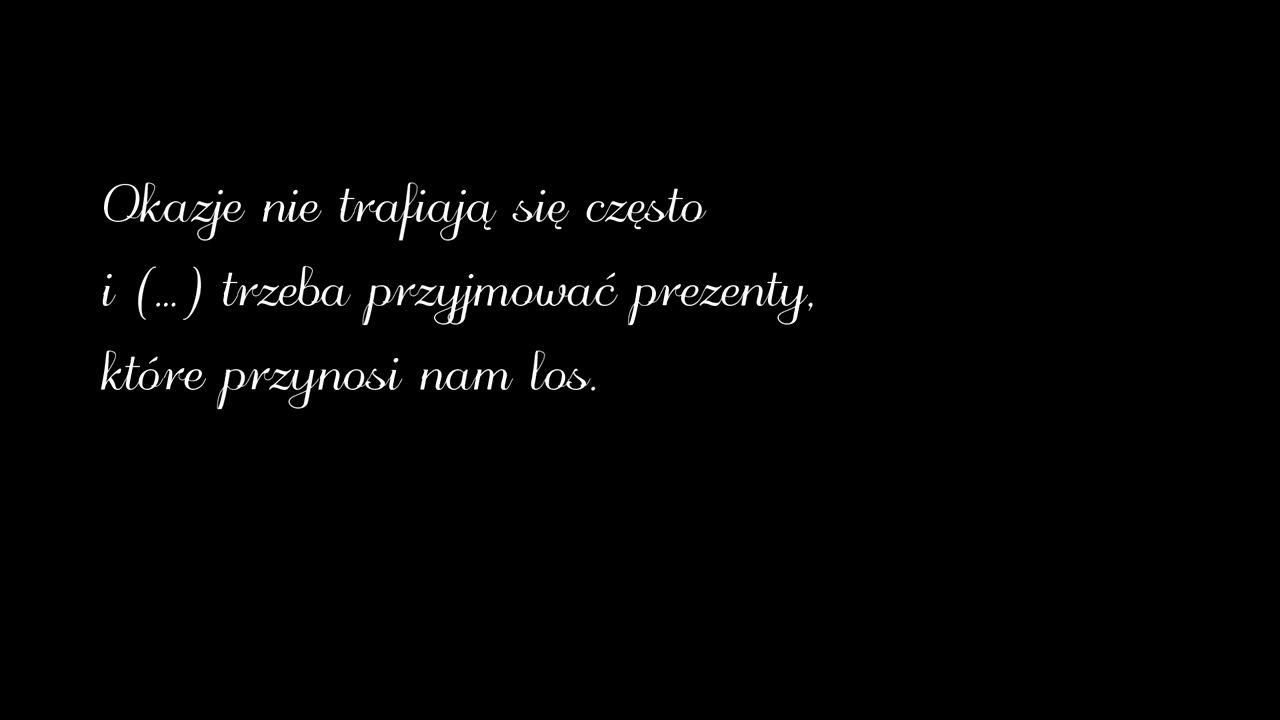 Okazje nie trafiają się często
i (...) trzeba przyjmować prezenty,
które przynosi nam los.